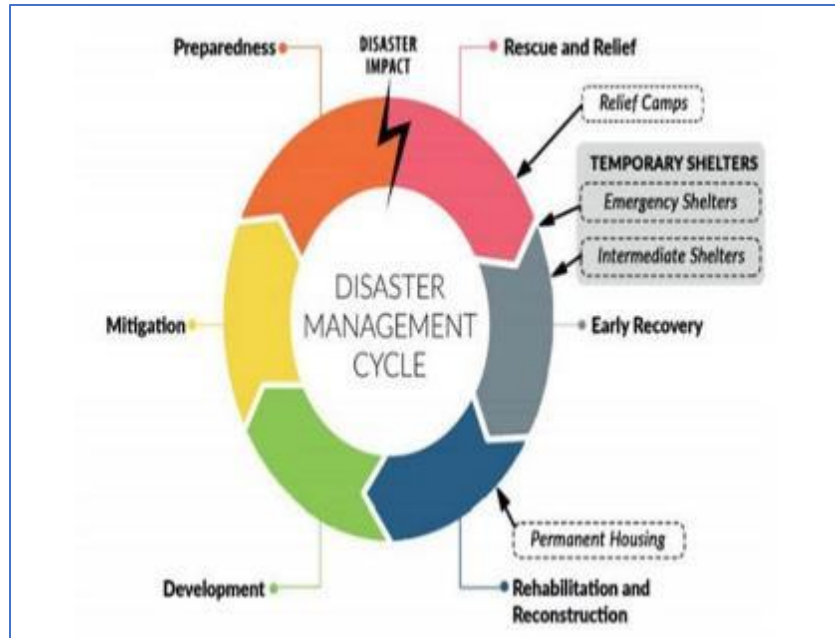 Preparedness
DISASTER
IMPACT
Rescue and Relief
Relief Camps
TEMPORARY SHELTERS
Emergency Shelters
Intermediate Shelters
DISASTER
MANAGEMENT
CYCLE
Mitigation
Early Recovery
Permanent Housing
Development
Rehabilitation and
Reconstruction